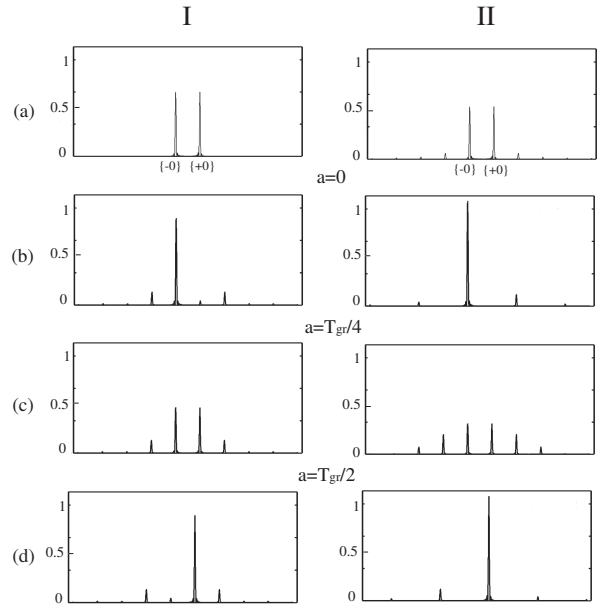 I II
(a) 1 0.5 0 {-0} {+0} 1 0.5 0 {-0} {+0}
a=0
(b) 1 0.5 0 1 0.5 0
a=Tgr/4
(c) 1 0.5 0 1 0.5 0
a=Tgr/2
(d) 1 0.5 0 1 0.5 0